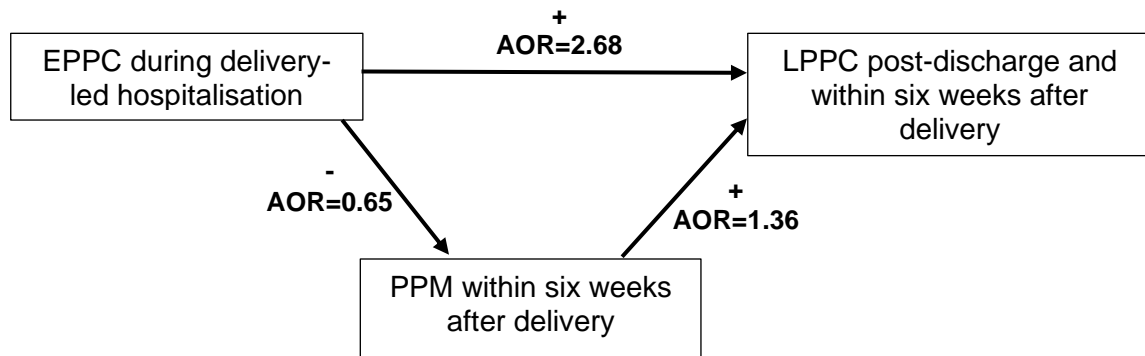 +
AOR=2.68
EPPC during delivery-
led hospitalisation
LPPC post-discharge and
within six weeks after
delivery
-
AOR=0.65
+
AOR=1.36
PPM within six weeks
after delivery